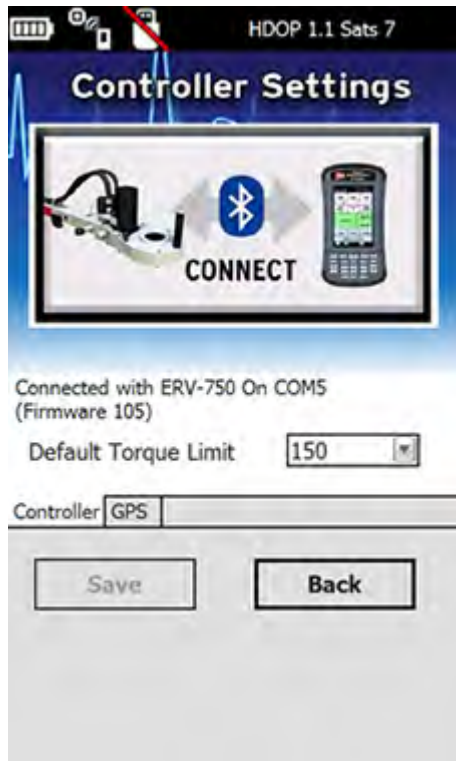 HDOP 1.1 Sats 7
Controller Settings
CONNECT
Connected with ERV-750 On COM5
(Firmware 105)
Default Torque Limit 150
Controller GPS
Save Back